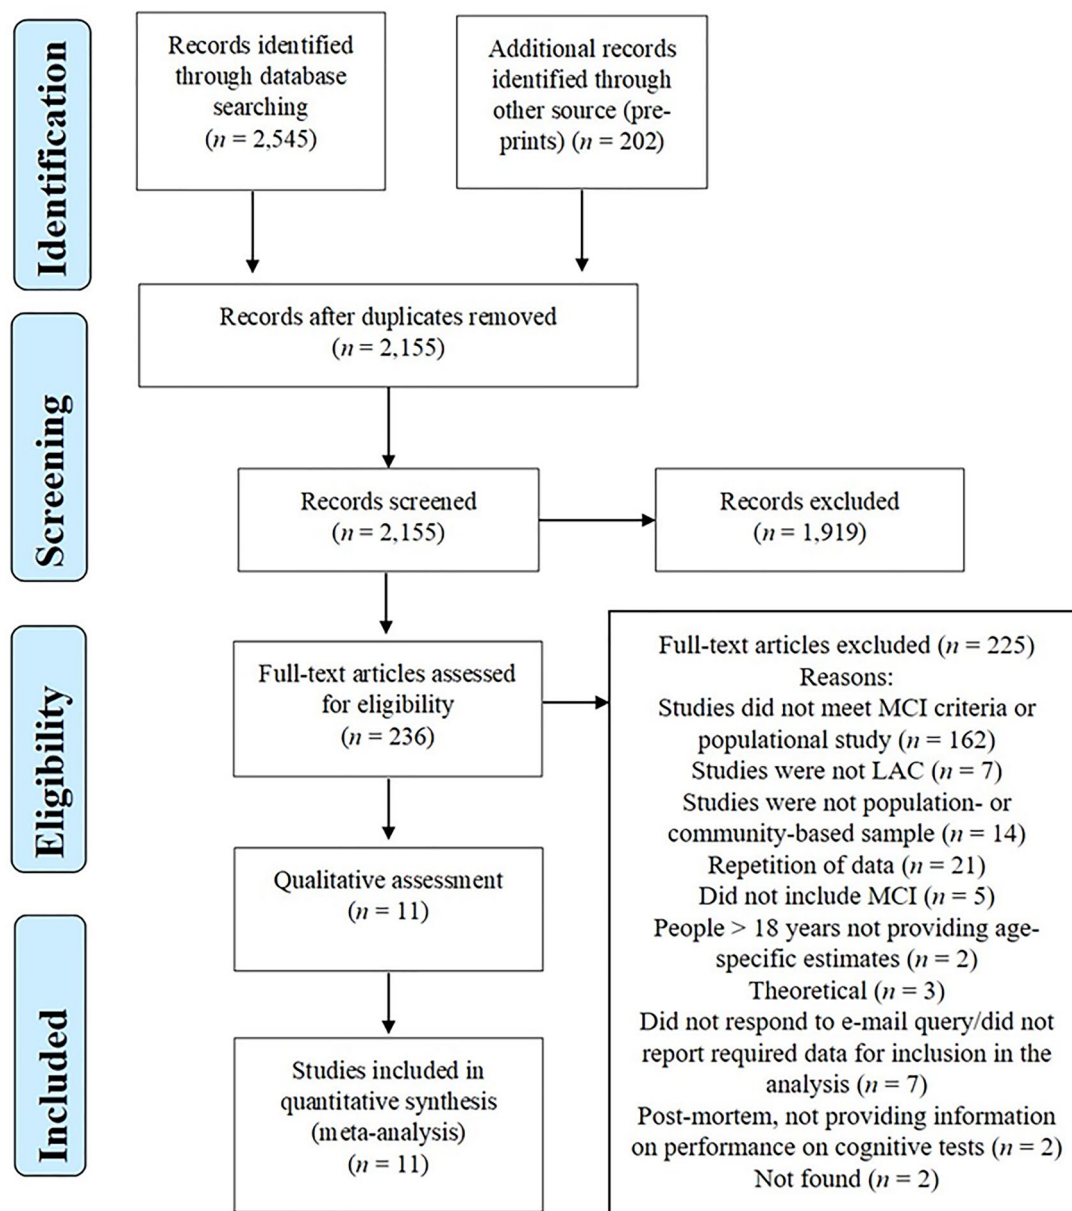 Identification
Records identified
through database
searching
(n = 2,545)
Additional records
identified through
other source (pre-
prints) (n = 202)
Records after duplicates removed
(n = 2,155)
Screening
Records screened
(n = 2,155)
Records excluded
(n = 1,919)
Eligibility
Full-text articles assessed
for eligibility
(n = 236)
Full-text articles excluded (n = 225)
Reasons:
Studies did not meet MCI criteria or
populational study (n = 162)
Studies were not LAC (n = 7)
Studies were not population- or
community-based sample (n = 14)
Repetition of data (n = 21)
Did not include MCI (n = 5)
People > 18 years not providing age-
specific estimates (n = 2)
Theoretical (n = 3)
Did not respond to e-mail query/did not
report required data for inclusion in the
analysis (n = 7)
Post-mortem, not providing information
on performance on cognitive tests (n = 2)
Not found (n = 2)
Qualitative assessment
(n = 11)
Included
Studies included in
quantitative synthesis
(meta-analysis)
(n = 11)